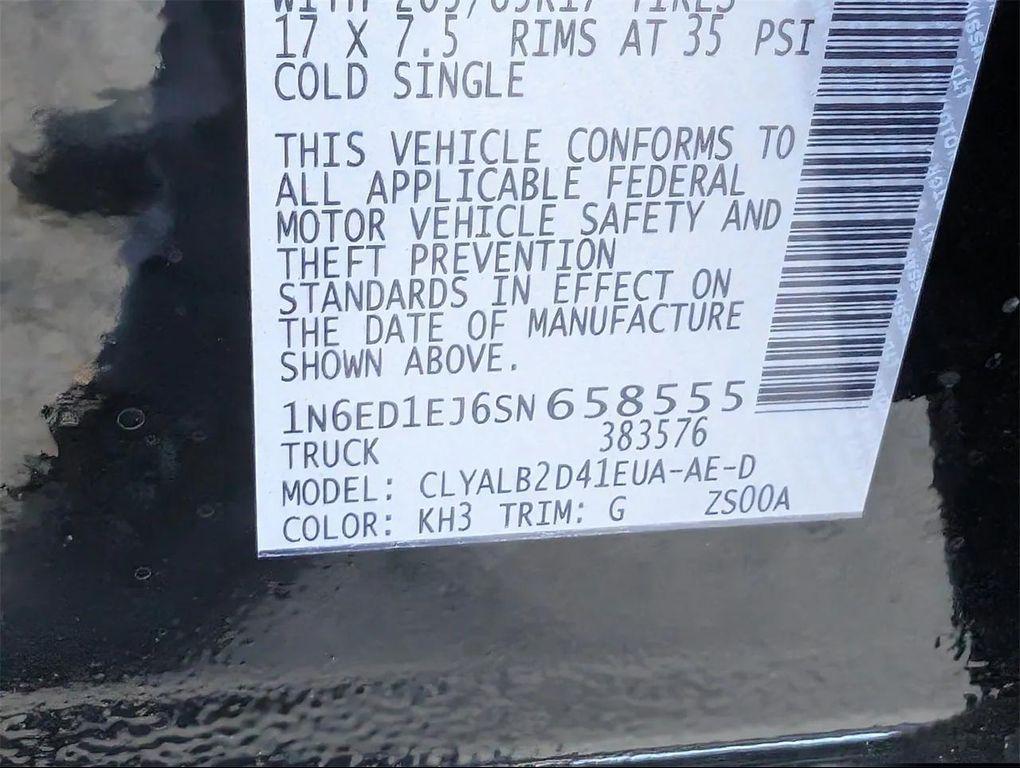 17 X 7.5 RIMS AT 35 PSI
COLD SINGLE
THIS VEHICLE CONFORMS TO
ALL APPLICABLE FEDERAL
MOTOR VEHICLE SAFETY AND
THEFT PREVENTION
STANDARDS IN EFFECT ON
THE DATE OF MANUFACTURE
SHOWN ABOVE.
1N6ED1EJ6SN658555
TRUCK 383576
MODEL: CLYALB2D41EUA-AE-D
COLOR: KH3 TRIM: G ZS00A